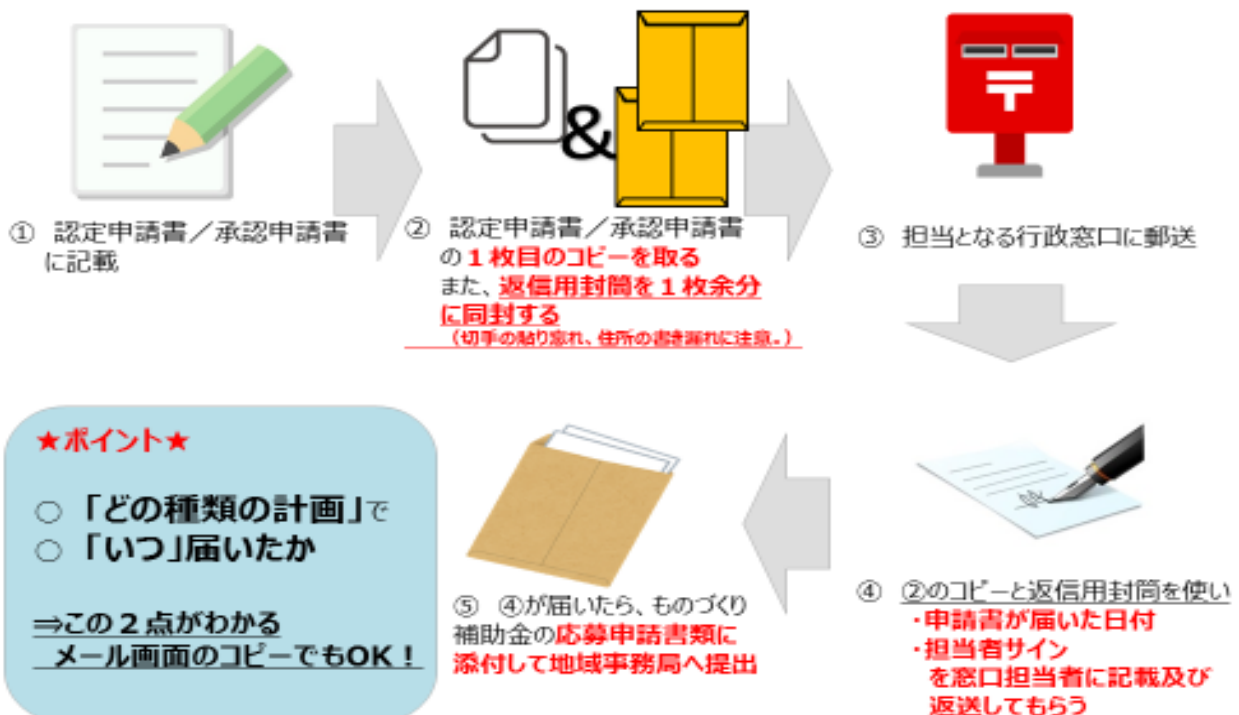 &
① 認定申請書／承認申請書
に記載
② 認定申請書／承認申請書
の１枚目のコピーを取る
また、返信用封筒を１枚余分
に同封する
（切手の貼り忘れ、住所の書き漏れに注意。）
〒
③ 担当となる行政窓口に郵送
④ ②のコピーと返信用封筒を使い
・申請書が届いた日付
・担当者サイン
を窓口担当者に記載及び
返送してもらう
⑤ ④が届いたら、ものづくり
補助金の応募申請書類に
添付して地域事務局へ提出
★ポイント★
○「どの種類の計画」で
○「いつ」届いたか
⇒この２点がわかる
メール画面のコピーでもOK！